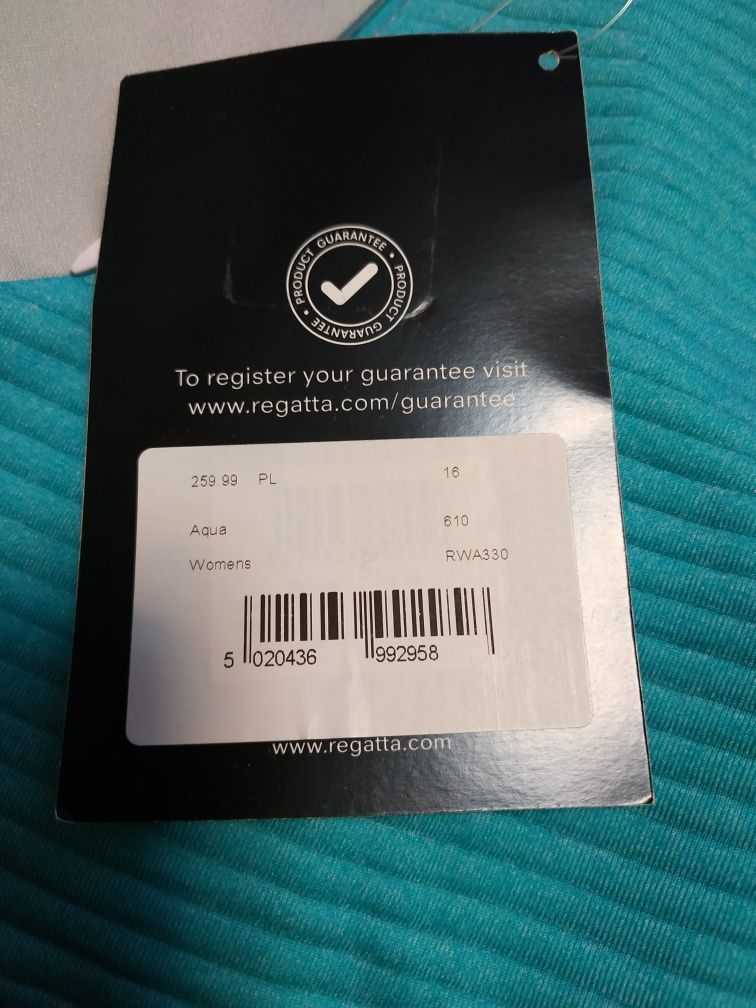 PRODUCT GUARANTEE • PRODUCT GUARANTEE •
To register your guarantee visit
www.regatta.com/guarantee
259.99 PL 16
Aqua 610
Womens RWA330
5 020436 992958
www.regatta.com